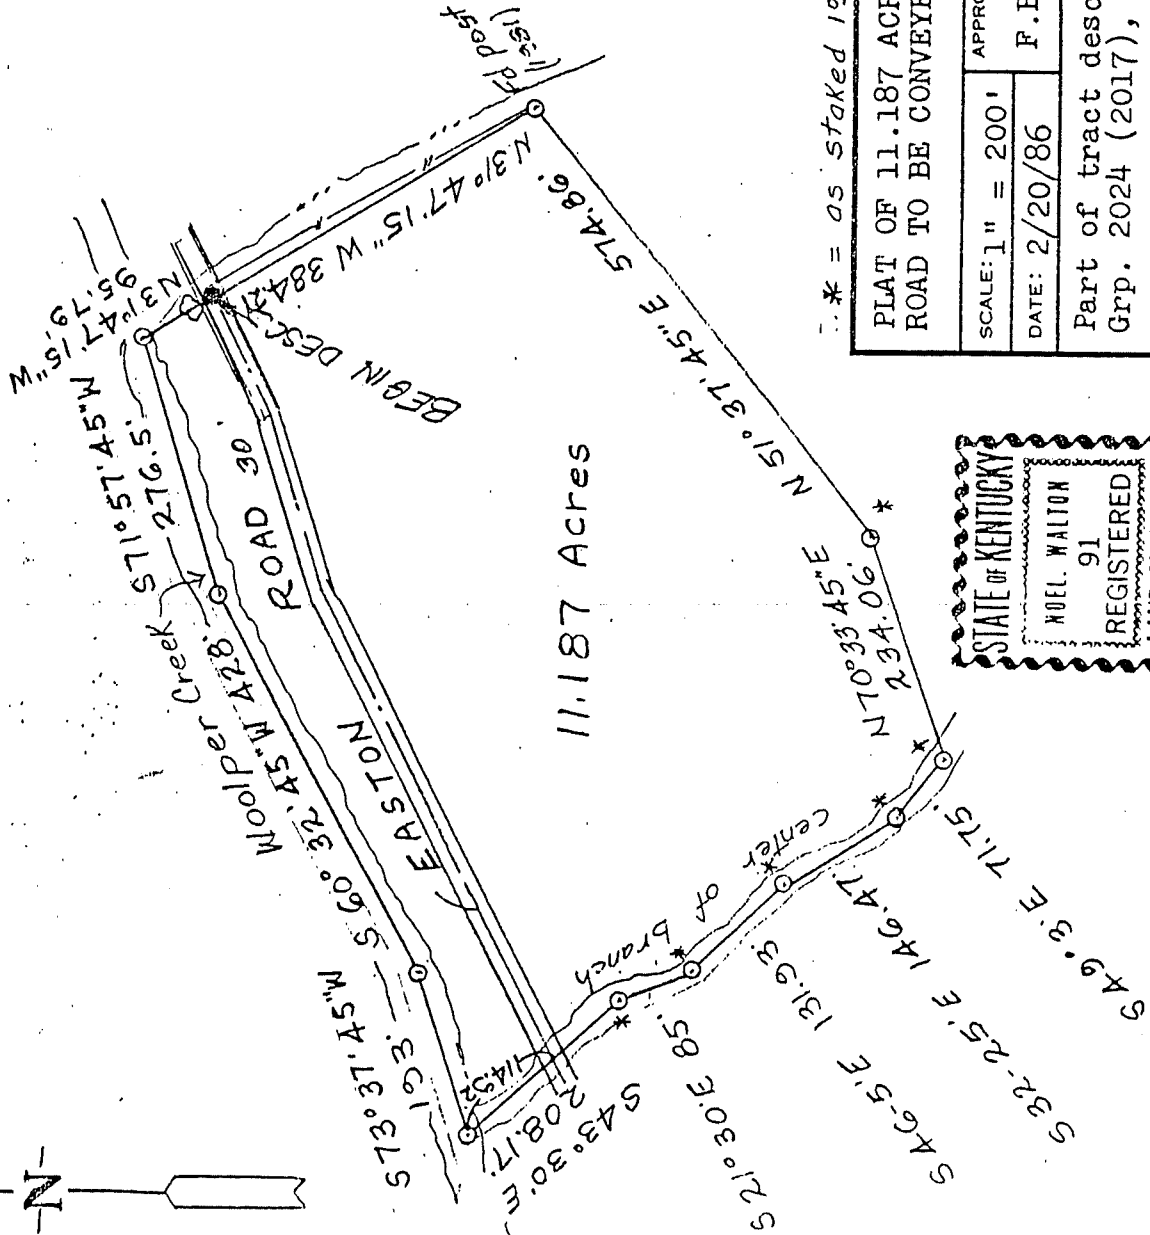 N
Fd post
(1981)
N 31° 47' 15" W
95.79'
S 71° 57' 45" W
276.5'
Woolper Creek
S 60° 32' 45" W 428.'
S 73° 37' 45" W
193.'
ROAD 30'
EASTON
BEGIN DESC.
N 31° 47' 15" W 384.21
11.187 Acres
N 51° 37' 45" E 574.86'
N 70° 33' 45" E
234.06'
center of branch
114.52
S 43° 30' E
208.17'
S 21° 30' E 85.'
S 46-5' E 131.93'
S 32-25' E 146.47'
S 49° 3' E 71.75'
* = as staked
PLAT OF 11.187 ACR
ROAD TO BE CONVEYE
SCALE: 1" = 200'
APPRO
DATE: 2/20/86
F.E
Part of tract desc
Grp. 2024 (2017),
STATE OF KENTUCKY
NOEL WALTON
91
REGISTERED